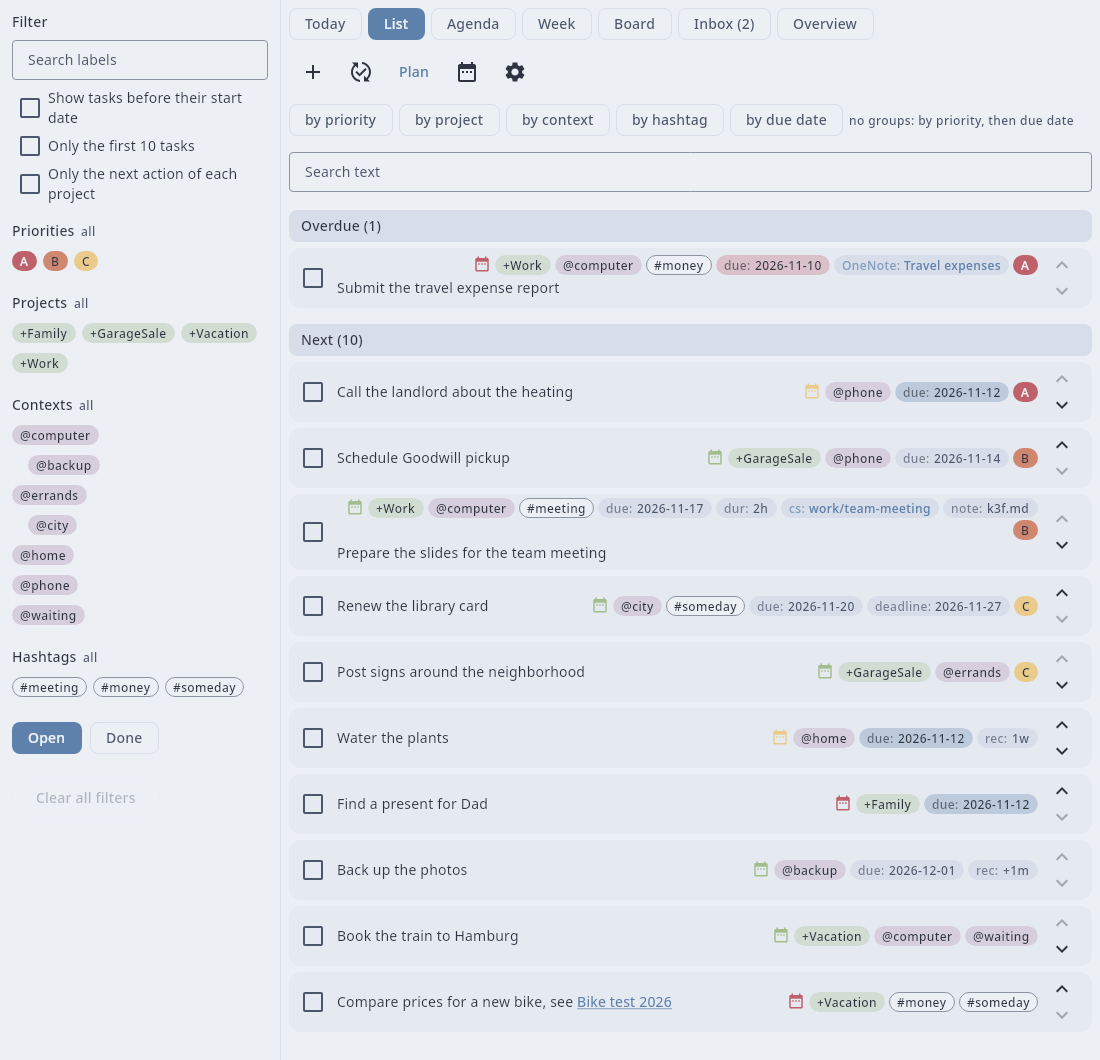 Filter
Search labels
Show tasks before their start
date
Only the first 10 tasks
Only the next action of each
project
Priorities all
A B C
Projects all
+Family +GarageSale +Vacation
+Work
Contexts all
@computer
@backup
@errands
@city
@home
@phone
@waiting
Hashtags all
#meeting #money #someday
Open Done
Clear all filters
Today List Agenda Week Board Inbox (2) Overview
Plan
by priority by project by context by hashtag by due date no groups: by priority, then due date
Search text
Overdue (1)
+Work @computer #money due: 2026-11-10 OneNote: Travel expenses A
Submit the travel expense report
Next (10)
Call the landlord about the heating @phone due: 2026-11-12 A
Schedule Goodwill pickup +GarageSale @phone due: 2026-11-14 B
+Work @computer #meeting due: 2026-11-17 dur: 2h cs: work/team-meeting note: k3f.md
B
Prepare the slides for the team meeting
Renew the library card @city #someday due: 2026-11-20 deadline: 2026-11-27 C
Post signs around the neighborhood +GarageSale @errands C
Water the plants @home due: 2026-11-12 rec: 1w
Find a present for Dad +Family due: 2026-11-12
Back up the photos @backup due: 2026-12-01 rec: +1m
Book the train to Hamburg +Vacation @computer @waiting
Compare prices for a new bike, see Bike test 2026 +Vacation #money #someday